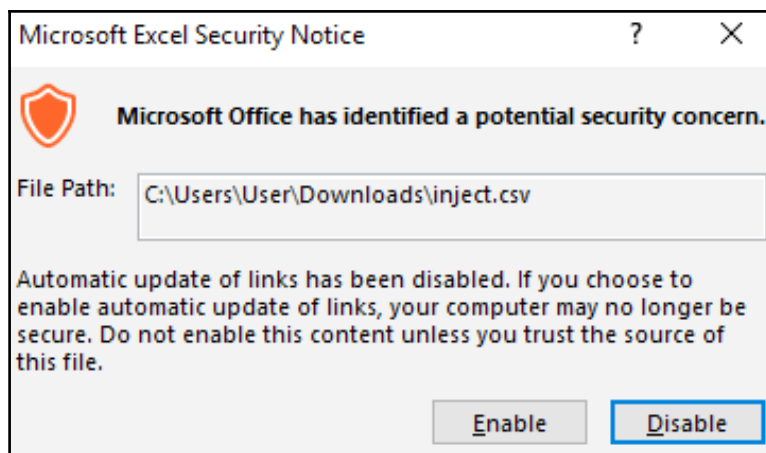 Microsoft Excel Security Notice ? X
Microsoft Office has identified a potential security concern.
File Path: C:\Users\User\Downloads\inject.csv
Automatic update of links has been disabled. If you choose to
enable automatic update of links, your computer may no longer be
secure. Do not enable this content unless you trust the source of
this file.
Enable Disable